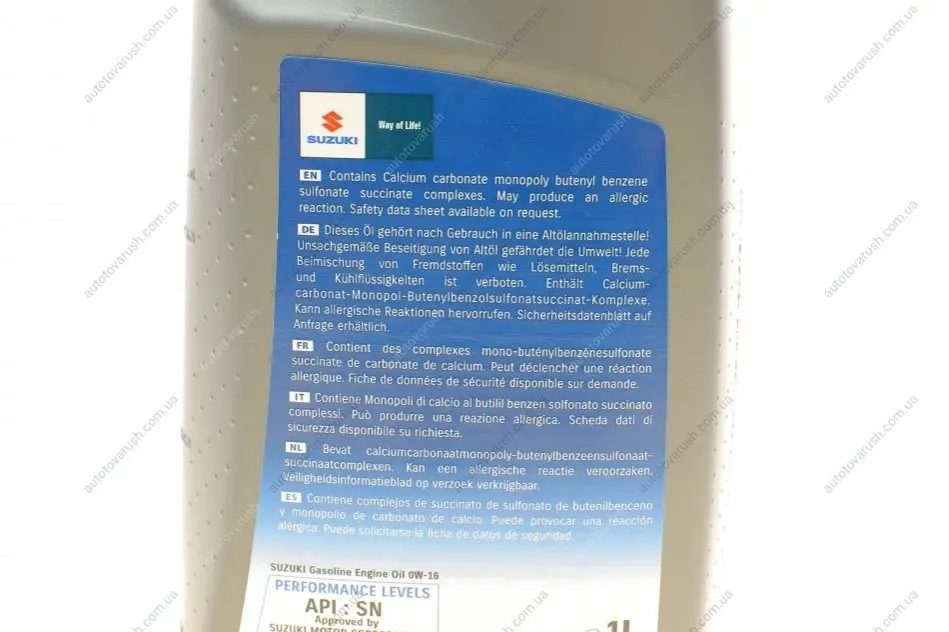 SUZUKI
Way of Life!
EN Contains Calcium carbonate monopoly butenyl benzene
sulfonate succinate complexes. May produce an allergic
reaction. Safety data sheet available on request.
DE Dieses Öl gehört nach Gebrauch in eine Altölannahmestelle!
Unsachgemäße Beseitigung von Altöl gefährdet die Umwelt! Jede
Beimischung von Fremdstoffen wie Lösemitteln, Brems-
und Kühlflüssigkeiten ist verboten. Enthält Calcium-
carbonat-Monopol-Butenylbenzolsulfonatsuccinat-Komplexe.
Kann allergische Reaktionen hervorrufen. Sicherheitsdatenblatt auf
Anfrage erhältlich.
FR Contient des complexes mono-buténylbenzènesulfonate
succinate de carbonate de calcium. Peut déclencher une réaction
allergique. Fiche de données de sécurité disponible sur demande.
IT Contiene Monopoli di calcio al butilil benzen solfonato succinato
complessi. Può produrre una reazione allergica. Scheda dati di
sicurezza disponibile su richiesta.
NL Bevat calciumcarbonaatmonopoly-butenylbenzeensulfonaat-
succinaatcomplexen. Kan een allergische reactie veroorzaken.
Veiligheidsinformatieblad op verzoek verkrijgbaar.
ES Contiene complejos de succinato de sulfonato de butenilbenceno
y monopolio de carbonato de calcio. Puede provocar una reacción
alérgica. Puede solicitarse la ficha de datos de seguridad.
SUZUKI Gasoline Engine Oil 0W-16
PERFORMANCE LEVELS
API : SN
Approved by
SUZUKI MOTOR
1L
autotovarush.com.ua